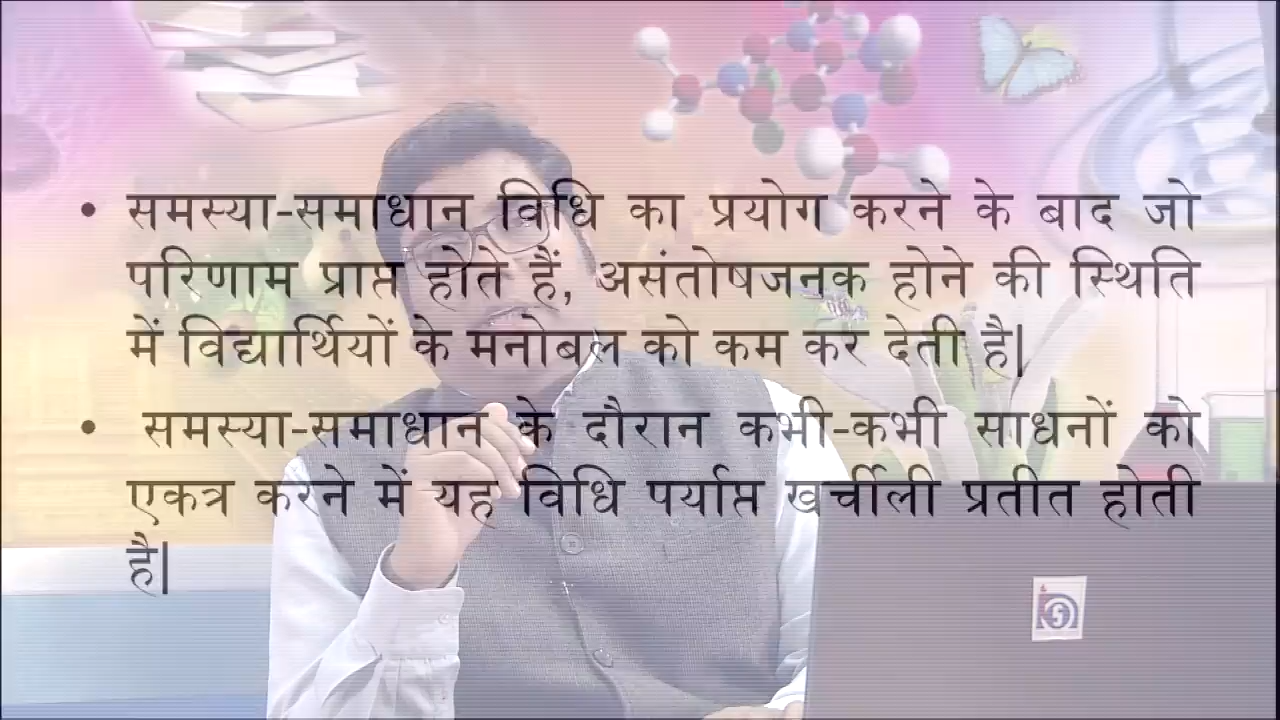 • समस्या-समाधान विधि का प्रयोग करने के बाद जो
परिणाम प्राप्त होते हैं, असंतोषजनक होने की स्थिति
में विद्यार्थियों के मनोबल को कम कर देती है|
• समस्या-समाधान के दौरान कभी-कभी साधनों को
एकत्र करने में यह विधि पर्याप्त खर्चीली प्रतीत होती
है|